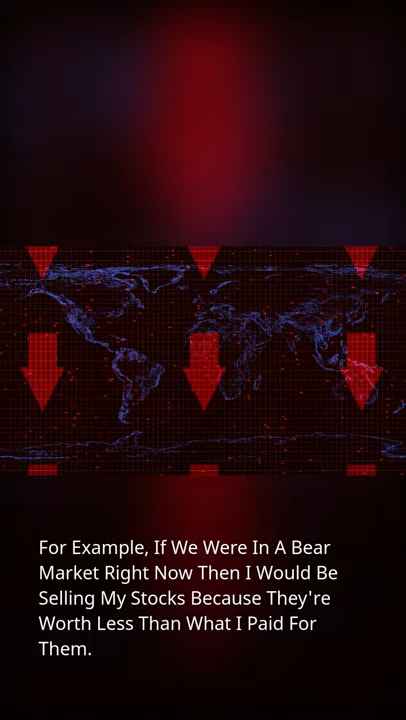 For Example, If We Were In A Bear
Market Right Now Then I Would Be
Selling My Stocks Because They're
Worth Less Than What I Paid For
Them.